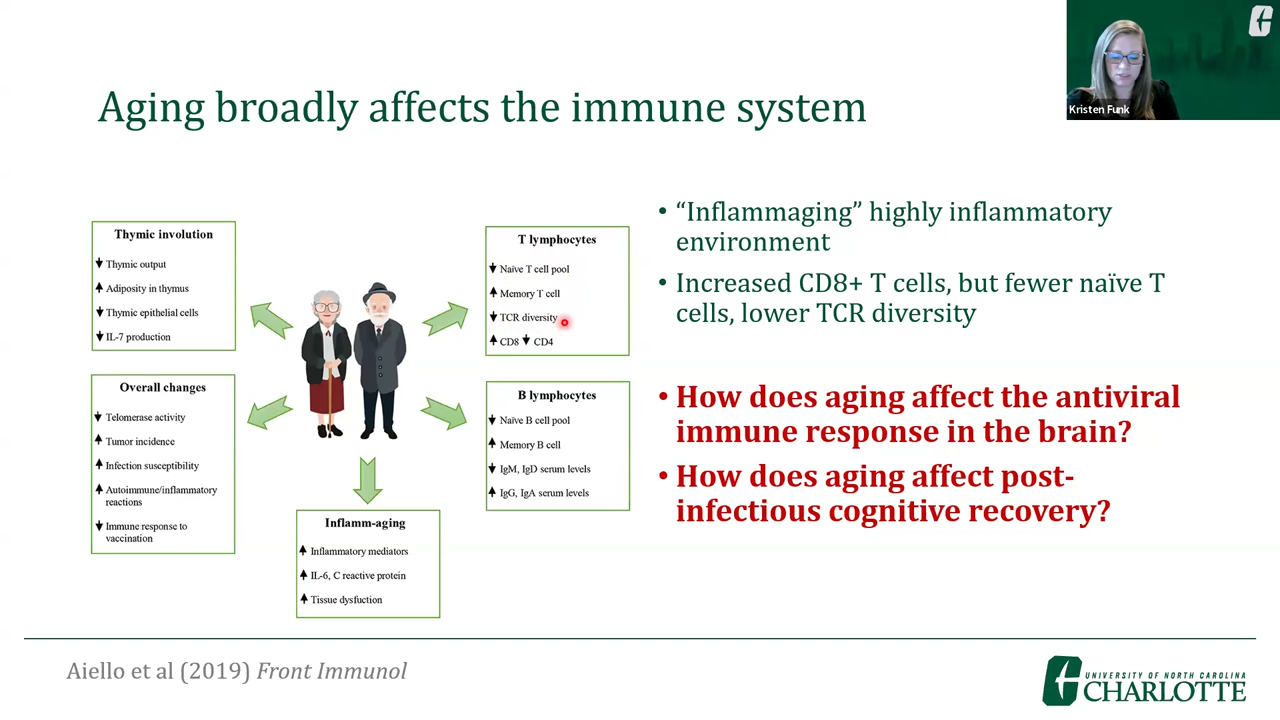 Kristen Funk
Aging broadly affects the immune system
Thymic involution
Thymic output
Adiposity in thymus
Thymic epithelial cells
IL-7 production
Overall changes
Telomerase activity
Tumor incidence
Infection susceptibility
Autoimmune/inflammatory
reactions
Immune response to
vaccination
Inflamm-aging
Inflammatory mediators
IL-6, C reactive protein
Tissue dysfuction
T lymphocytes
Naïve T cell pool
Memory T cell
TCR diversity
CD8 CD4
B lymphocytes
Naïve B cell pool
Memory B cell
IgM, IgD serum levels
IgG, IgA serum levels
• “Inflammaging” highly inflammatory
environment
• Increased CD8+ T cells, but fewer naïve T
cells, lower TCR diversity
• How does aging affect the antiviral
immune response in the brain?
• How does aging affect post-
infectious cognitive recovery?
Aiello et al (2019) Front Immunol
UNIVERSITY OF NORTH CAROLINA
CHARLOTTE